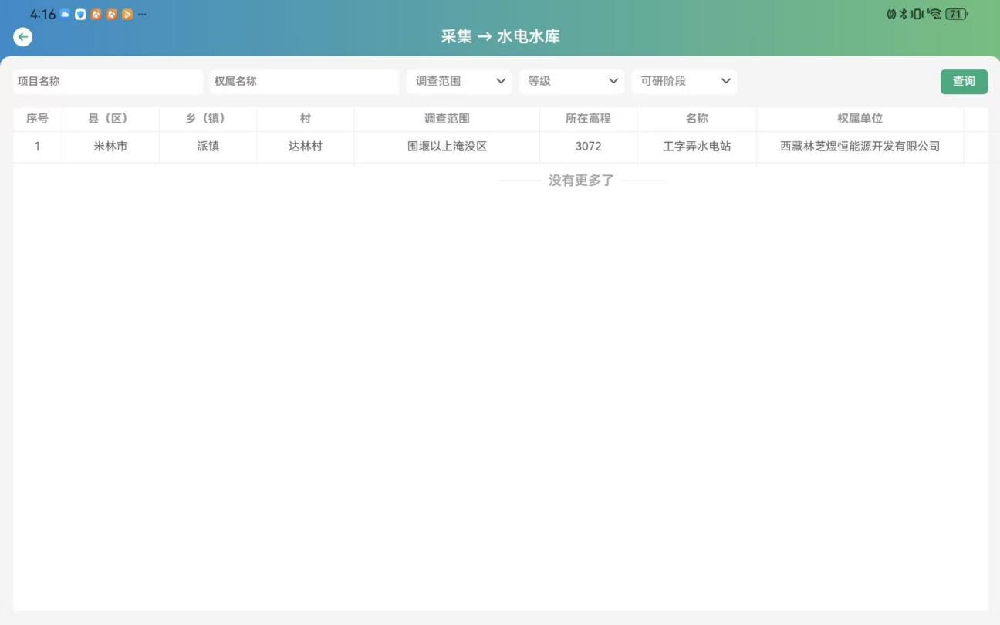 4:16 ··· 71
采集 → 水电水库
项目名称 权属名称 调查范围 等级 可研阶段 查询
序号 县（区） 乡（镇） 村 调查范围 所在高程 名称 权属单位
1 米林市 派镇 达林村 围堰以上淹没区 3072 工字弄水电站 西藏林芝煜恒能源开发有限公司
没有更多了